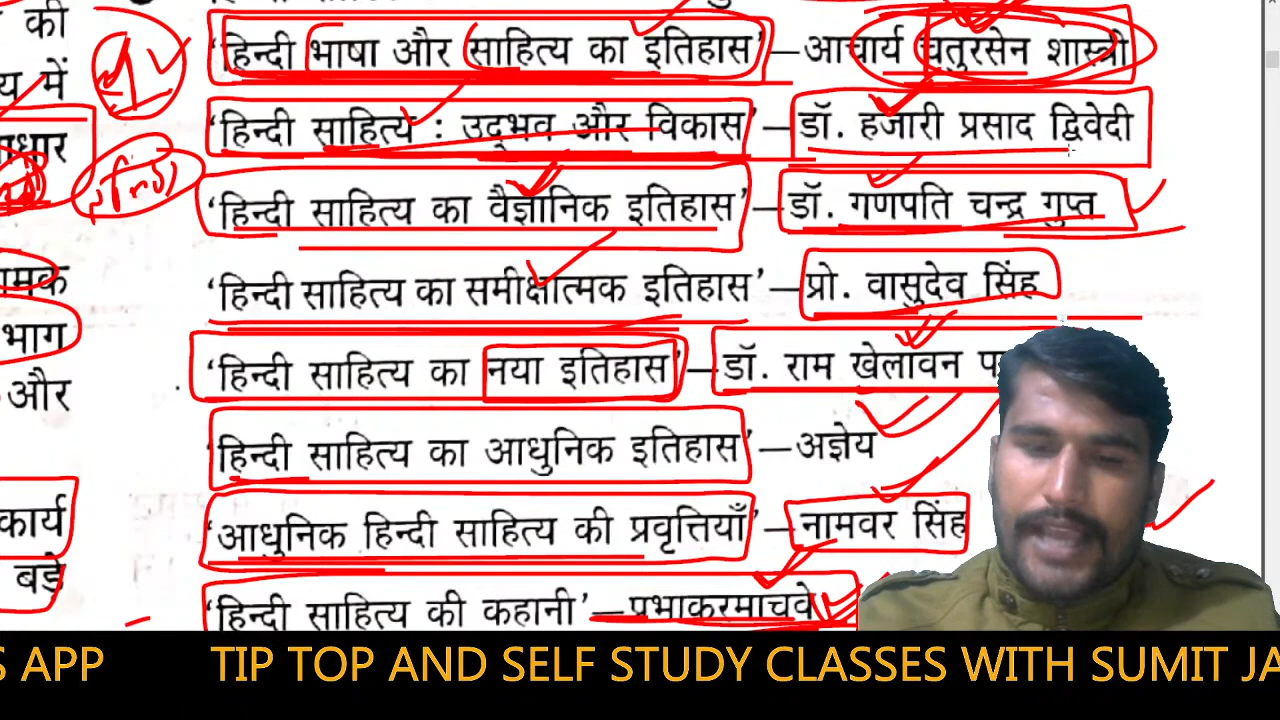 की
य में
ाधार
ामक
भाग
और
कार्य
बड़े
'हिन्दी भाषा और साहित्य का इतिहास'—आचार्य चतुरसेन शास्त्री
'हिन्दी साहित्य : उद्‌भव और विकास'—डॉ. हजारी प्रसाद द्विवेदी
'हिन्दी साहित्य का वैज्ञानिक इतिहास'—डॉ. गणपति चन्द्र गुप्त
'हिन्दी साहित्य का समीक्षात्मक इतिहास'—प्रो. वासुदेव सिंह
'हिन्दी साहित्य का नया इतिहास'—डॉ. राम खेलावन
'हिन्दी साहित्य का आधुनिक इतिहास'—अज्ञेय
'आधुनिक हिन्दी साहित्य की प्रवृत्तियाँ'—नामवर सिंह
'हिन्दी साहित्य की कहानी'—प्रभाकरमाचवे
S APP TIP TOP AND SELF STUDY CLASSES WITH SUMIT JA